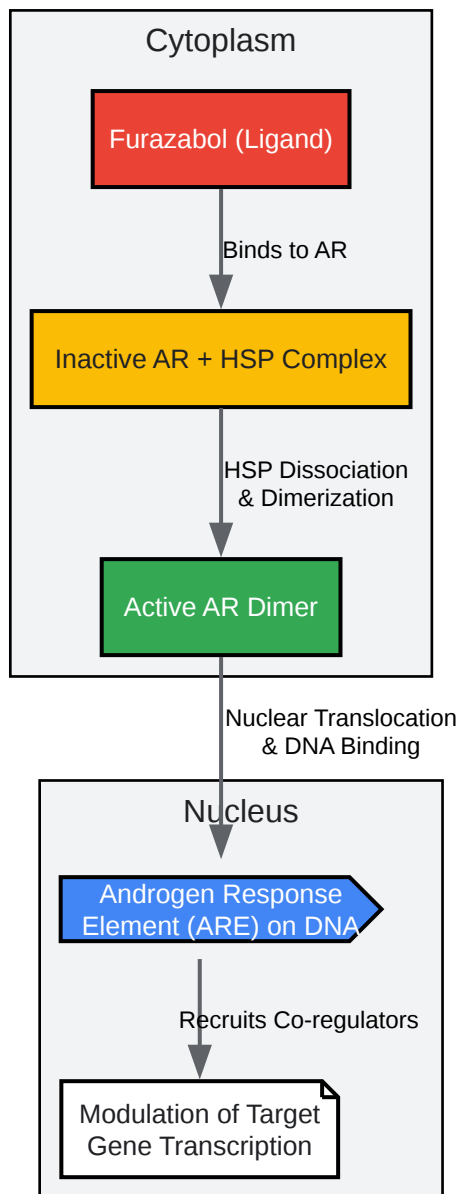 Cytoplasm
Furazabol (Ligand)
Binds to AR
Inactive AR + HSP Complex
HSP Dissociation
& Dimerization
Active AR Dimer
Nuclear Translocation
& DNA Binding
Nucleus
Androgen Response
Element (ARE) on DNA
Recruits Co-regulators
Modulation of Target
Gene Transcription